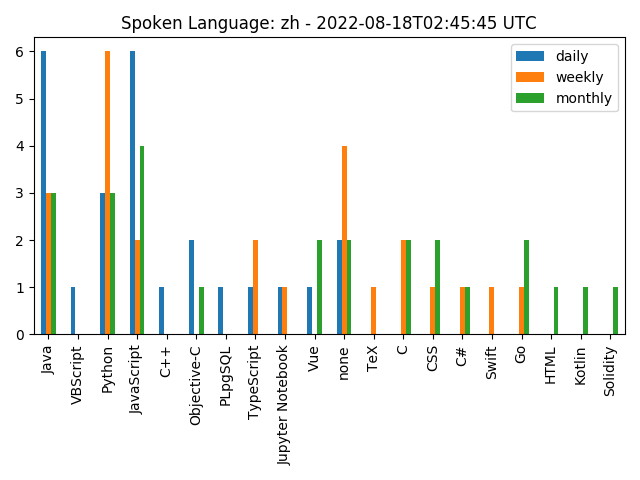 Spoken Language: zh - 2022-08-18T02:45:45 UTC
daily
weekly
monthly
6
5
4
3
2
1
0
Java
VBScript
Python
JavaScript
C++
Objective-C
PLpgSQL
TypeScript
Jupyter Notebook
Vue
none
TeX
C
CSS
C#
Swift
Go
HTML
Kotlin
Solidity